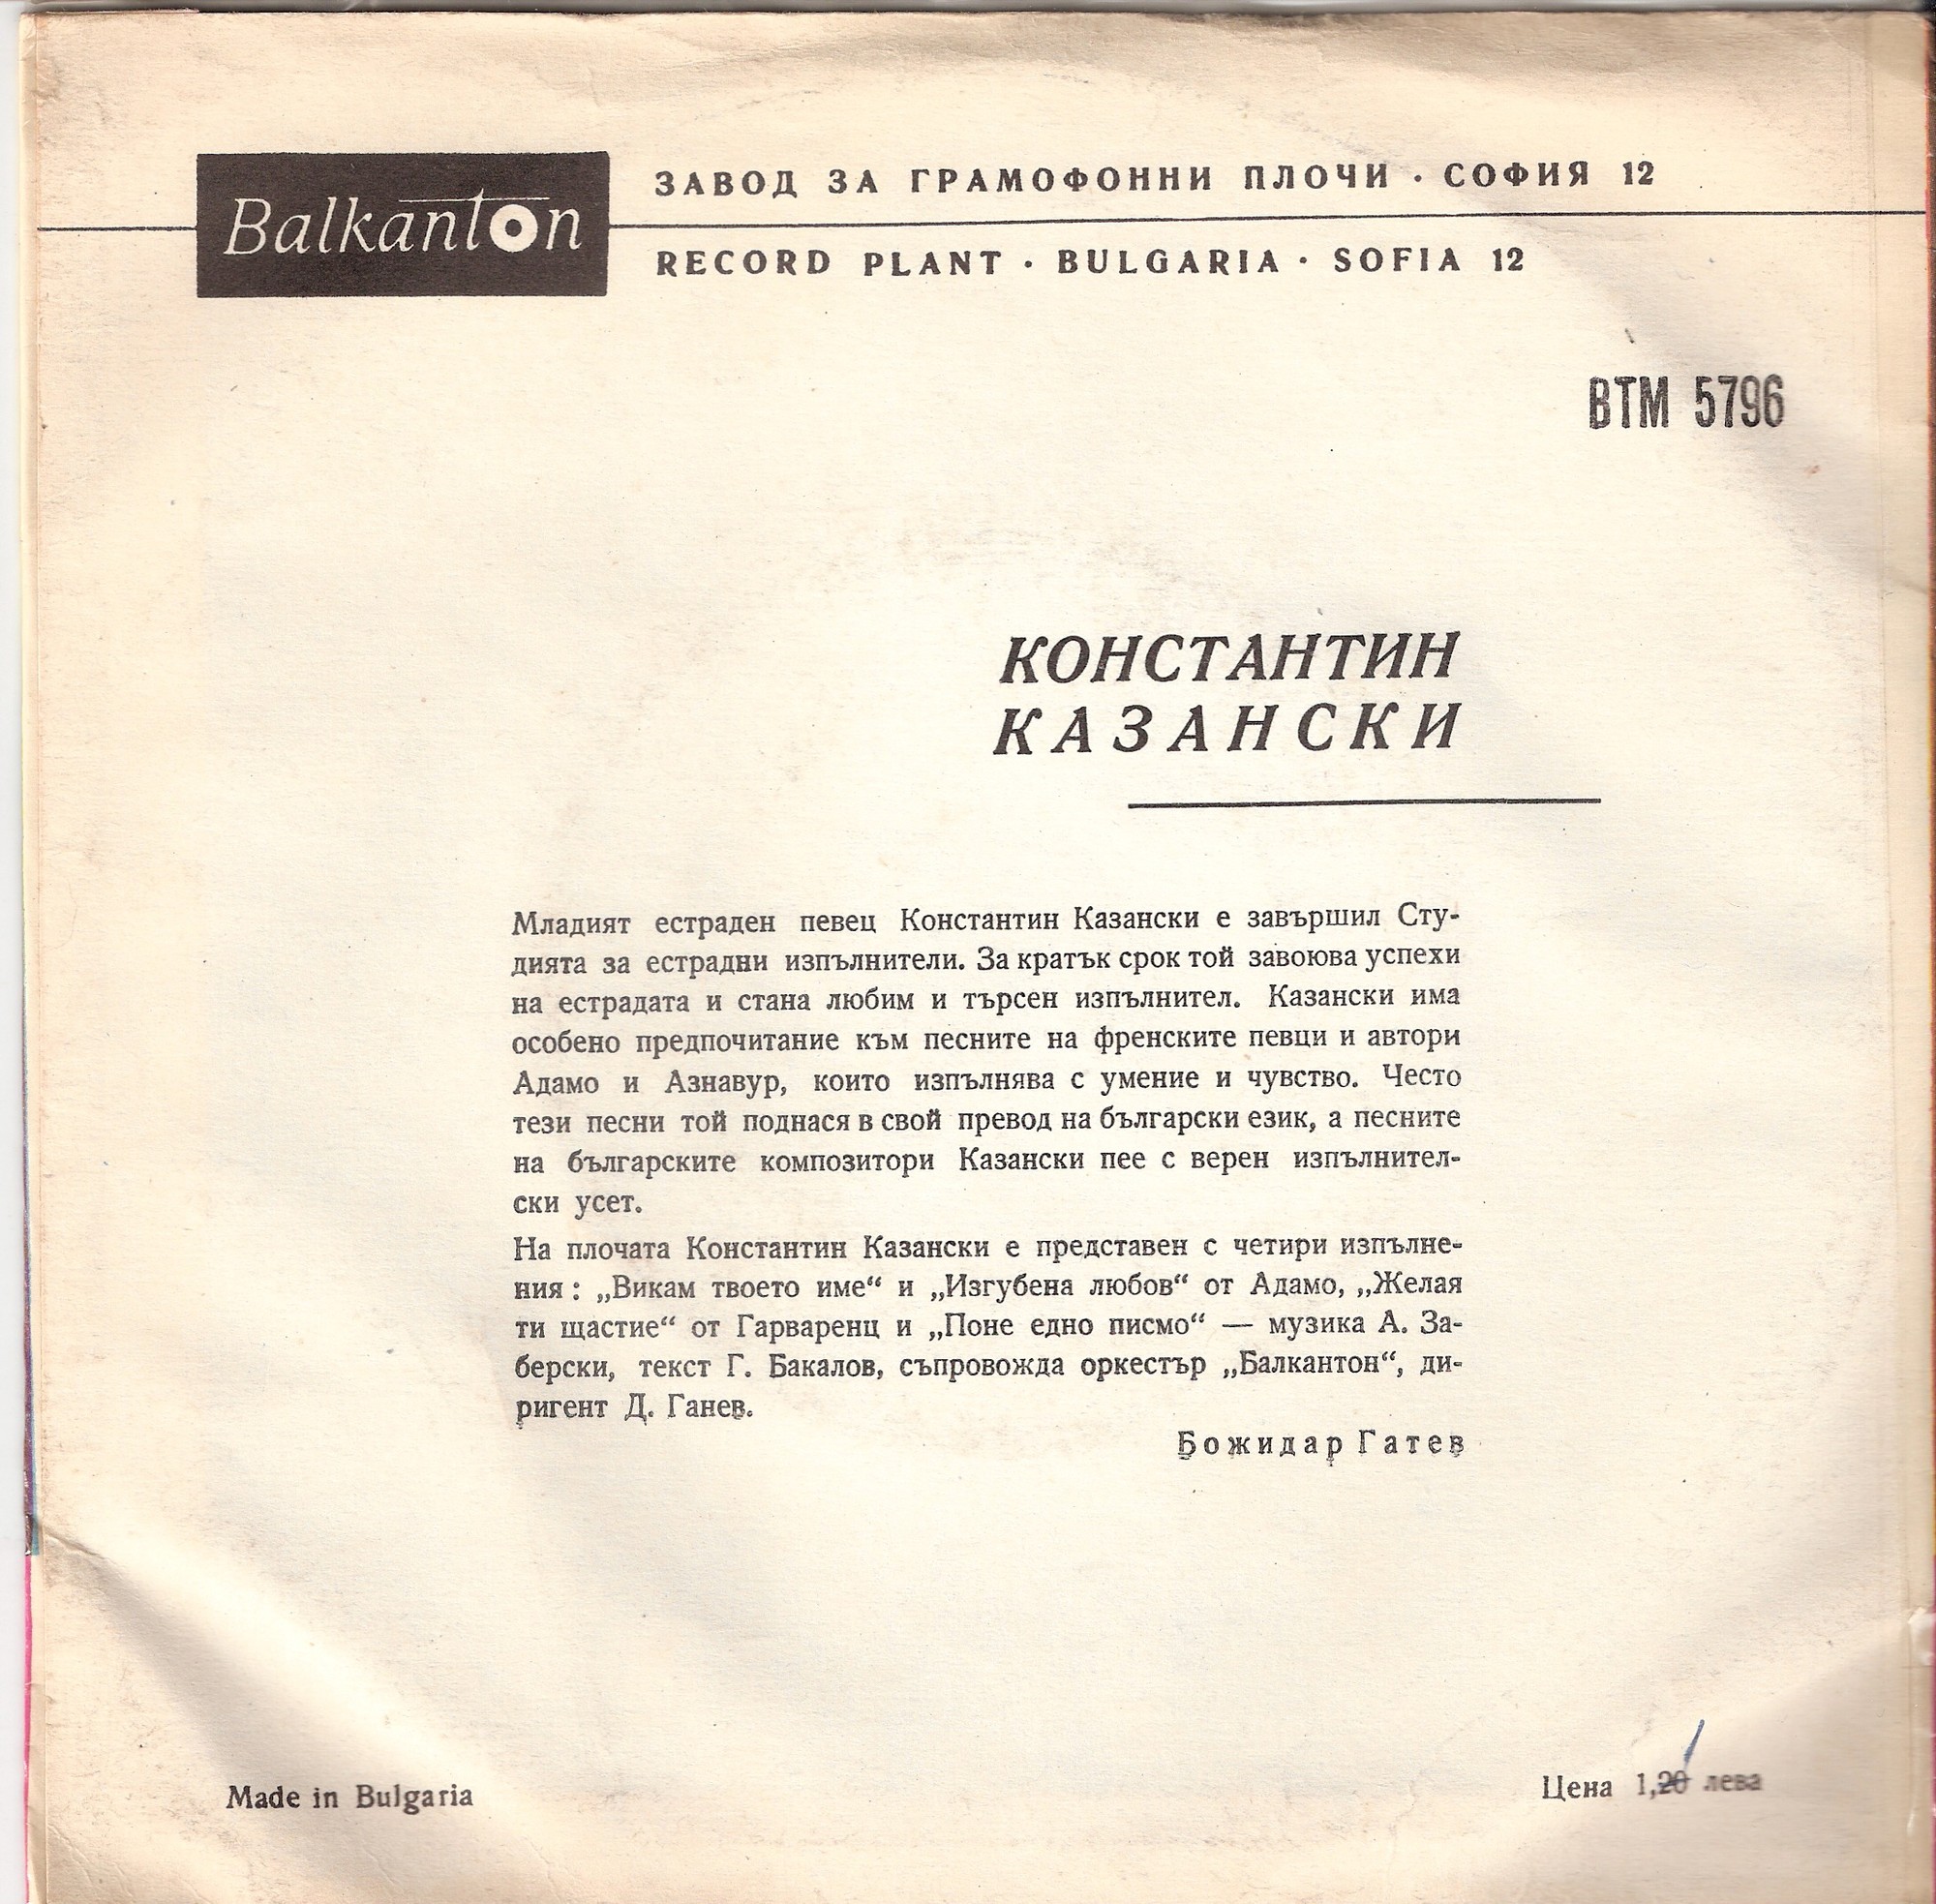 Balkanton
ЗАВОД ЗА ГРАМОФОННИ ПЛОЧИ · СОФИЯ 12
RECORD PLANT · BULGARIA · SOFIA 12
ВТМ 5796
КОНСТАНТИН
КАЗАНСКИ
Младият естраден певец Константин Казански е завършил Сту-
дията за естрадни изпълнители. За кратък срок той завоюва успехи
на естрадата и стана любим и търсен изпълнител. Казански има
особено предпочитание към песните на френските певци и автори
Адамо и Азнавур, които изпълнява с умение и чувство. Често
тези песни той поднася в свой превод на български език, а песните
на българските композитори Казански пее с верен изпълнител-
ски усет.
На плочата Константин Казански е представен с четири изпълне-
ния: „Викам твоето име“ и „Изгубена любов“ от Адамо, „Желая
ти щастие“ от Гарваренц и „Поне едно писмо“ — музика А. За-
берски, текст Г. Бакалов, съпровожда оркестър „Балкантон“, ди-
ригент Д. Ганев.
Божидар Гатев
Made in Bulgaria
Цена 1,20 лева